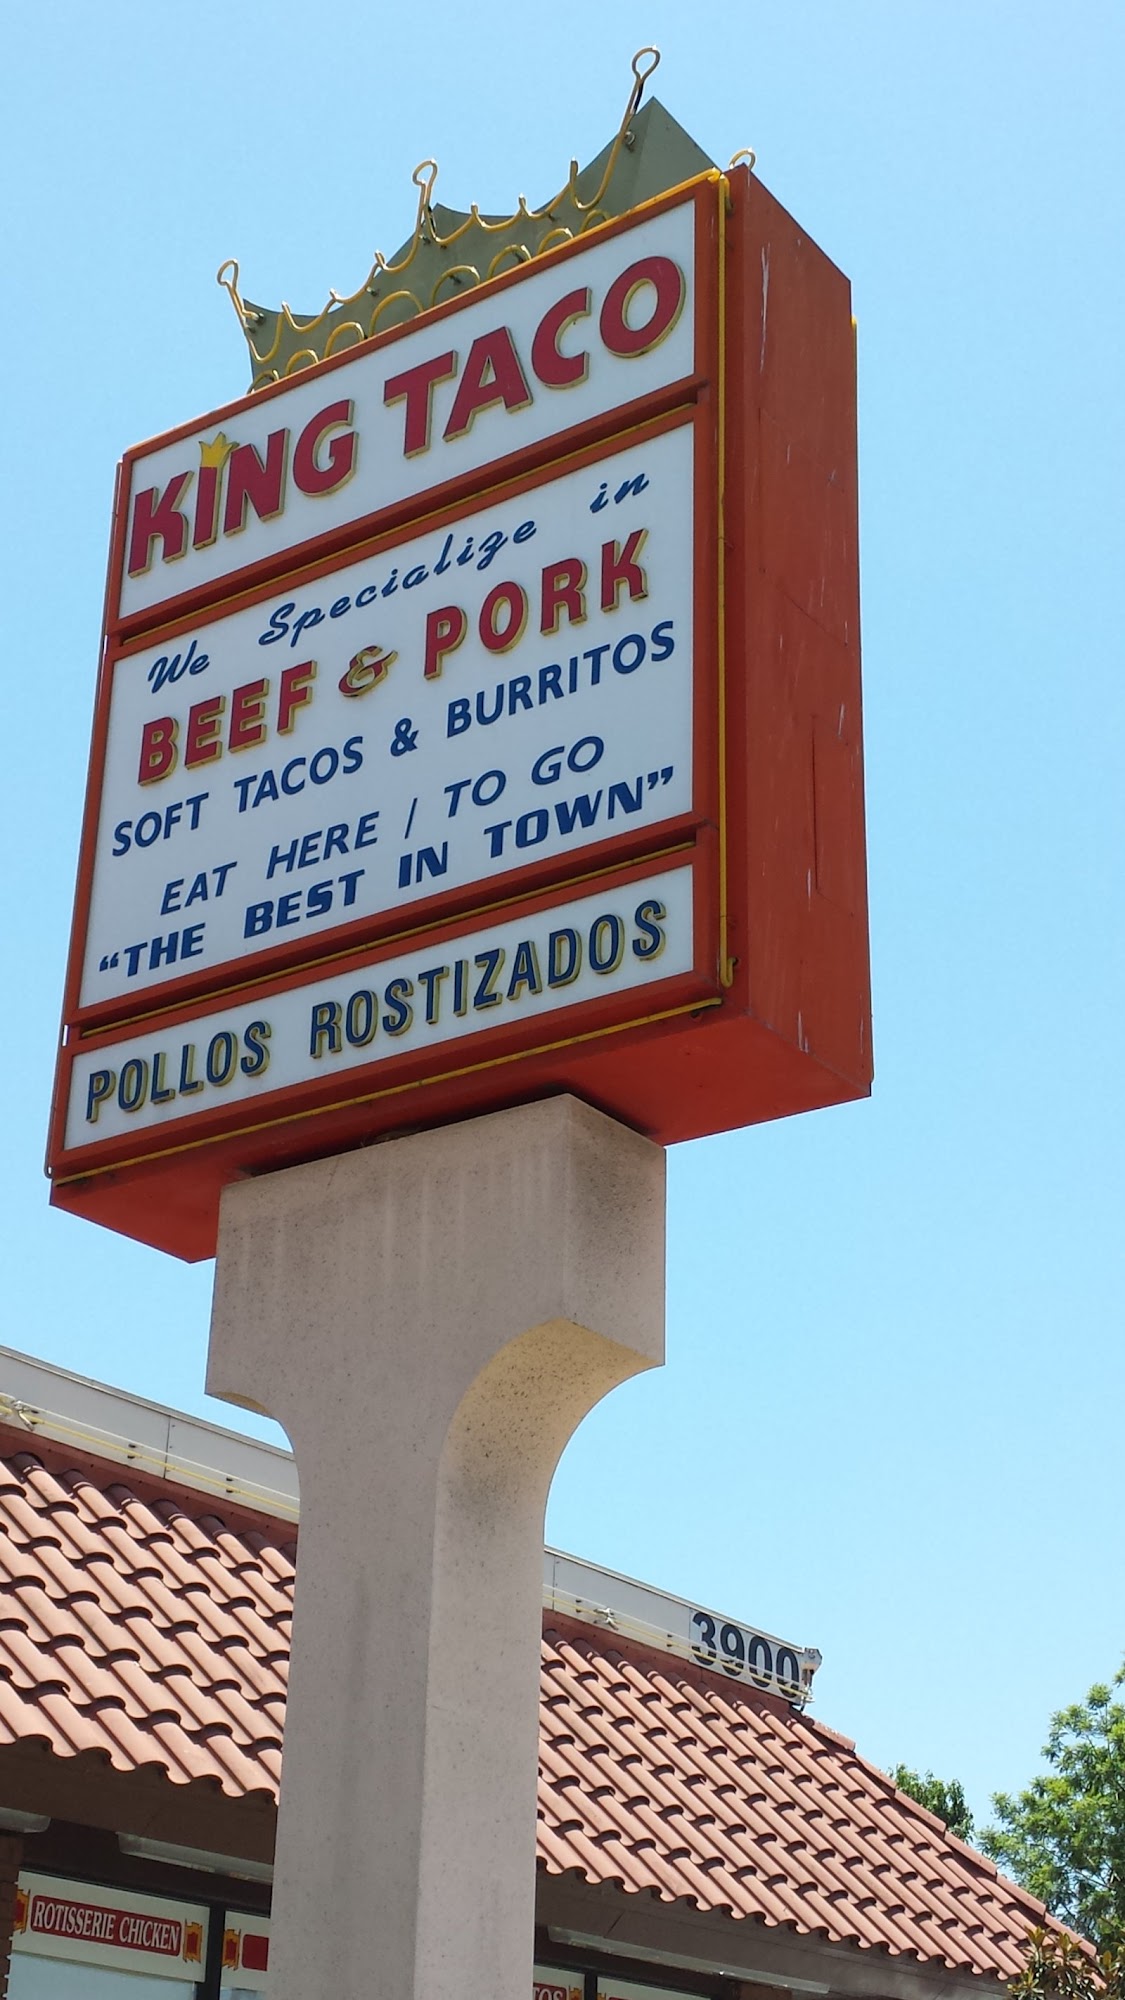 KING TACO
We Specialize in
BEEF & PORK
SOFT TACOS & BURRITOS
EAT HERE / TO GO
"THE BEST IN TOWN"
POLLOS ROSTIZADOS
3900
ROTISSERIE CHICKEN